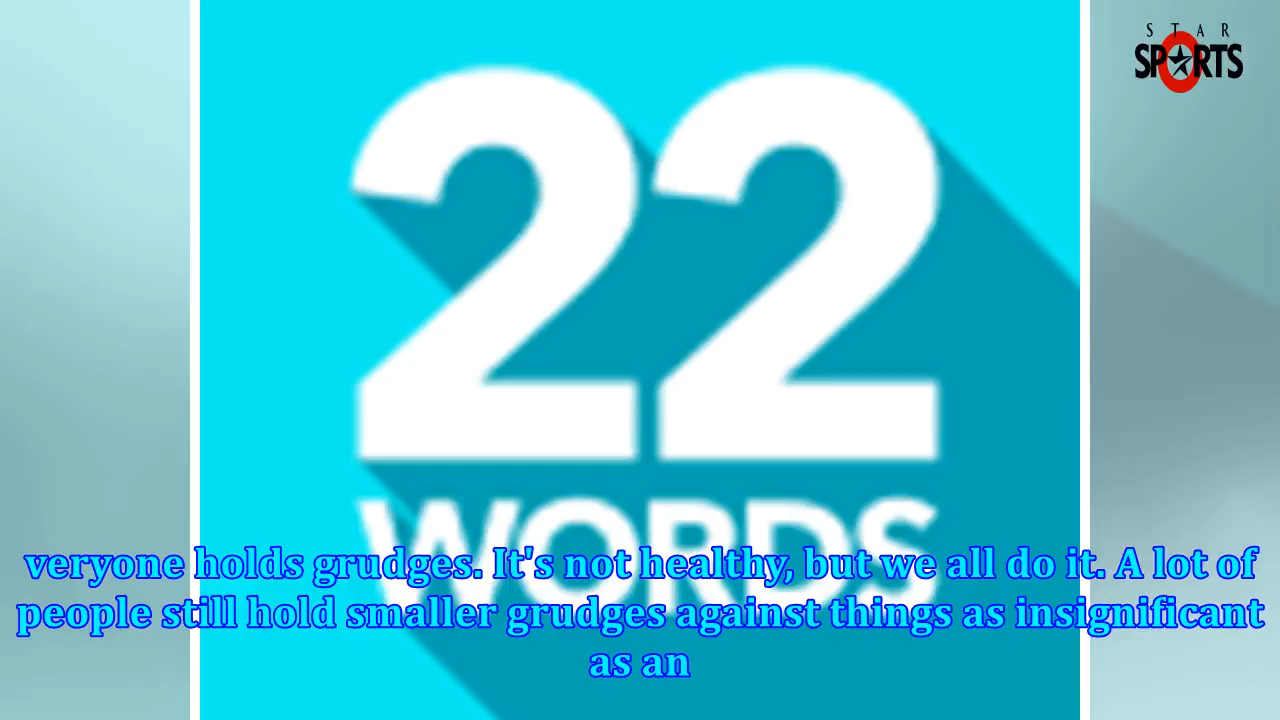 STAR
SPORTS
22
WORDS
veryone holds grudges. It's not healthy, but we all do it. A lot of
people still hold smaller grudges against things as insignificant
as an